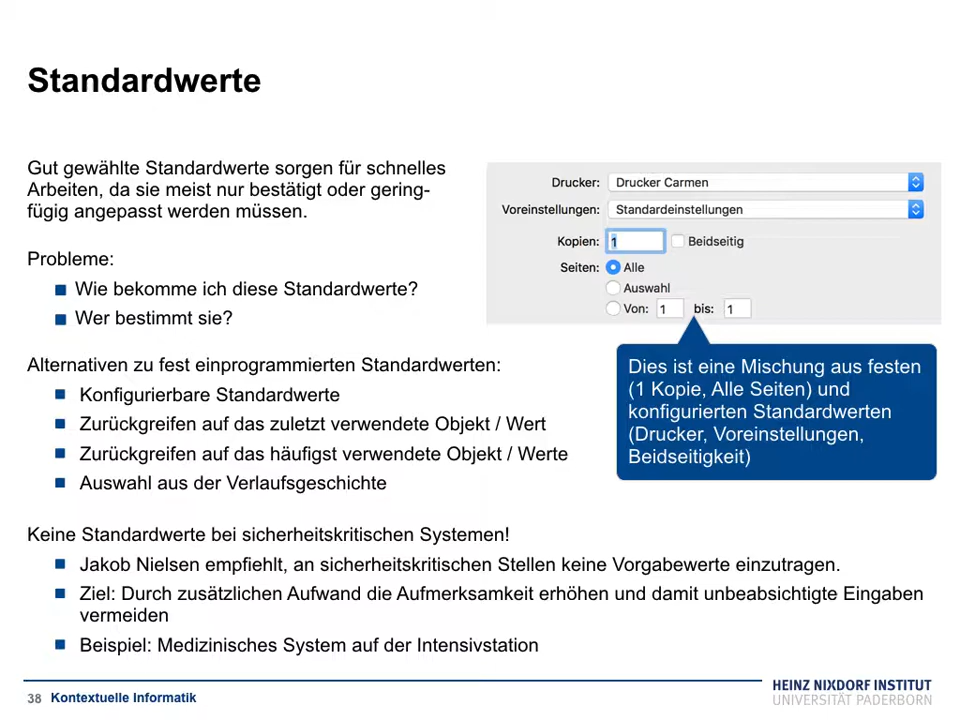 Standardwerte
Gut gewählte Standardwerte sorgen für schnelles
Arbeiten, da sie meist nur bestätigt oder gering-
fügig angepasst werden müssen.
Probleme:
Wie bekomme ich diese Standardwerte?
Wer bestimmt sie?
Alternativen zu fest einprogrammierten Standardwerten:
Konfigurierbare Standardwerte
Zurückgreifen auf das zuletzt verwendete Objekt / Wert
Zurückgreifen auf das häufigst verwendete Objekt / Werte
Auswahl aus der Verlaufsgeschichte
Drucker: Drucker Carmen
Voreinstellungen: Standardeinstellungen
Kopien: 1 Beidseitig
Seiten: Alle
Auswahl
Von: 1 bis: 1
Dies ist eine Mischung aus festen
(1 Kopie, Alle Seiten) und
konfigurierten Standardwerten
(Drucker, Voreinstellungen,
Beidseitigkeit)
Keine Standardwerte bei sicherheitskritischen Systemen!
Jakob Nielsen empfiehlt, an sicherheitskritischen Stellen keine Vorgabewerte einzutragen.
Ziel: Durch zusätzlichen Aufwand die Aufmerksamkeit erhöhen und damit unbeabsichtigte Eingaben
vermeiden
Beispiel: Medizinisches System auf der Intensivstation
38 Kontextuelle Informatik
HEINZ NIXDORF INSTITUT
UNIVERSITÄT PADERBORN